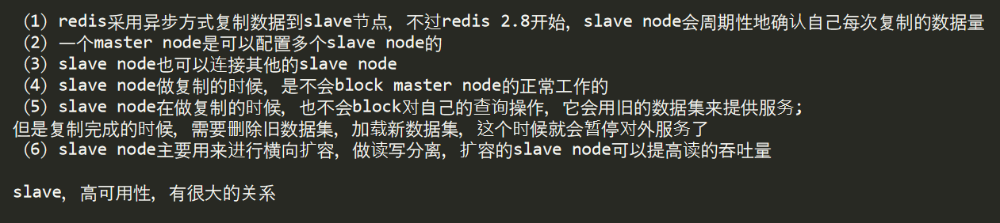 （1）redis采用异步方式复制数据到slave节点，不过redis 2.8开始，slave node会周期性地确认自己每次复制的数据量
（2）一个master node是可以配置多个slave node的
（3）slave node也可以连接其他的slave node
（4）slave node做复制的时候，是不会block master node的正常工作的
（5）slave node在做复制的时候，也不会block对自己的查询操作，它会用旧的数据集来提供服务；
但是复制完成的时候，需要删除旧数据集，加载新数据集，这个时候就会暂停对外服务了
（6）slave node主要用来进行横向扩容，做读写分离，扩容的slave node可以提高读的吞吐量
slave，高可用性，有很大的关系